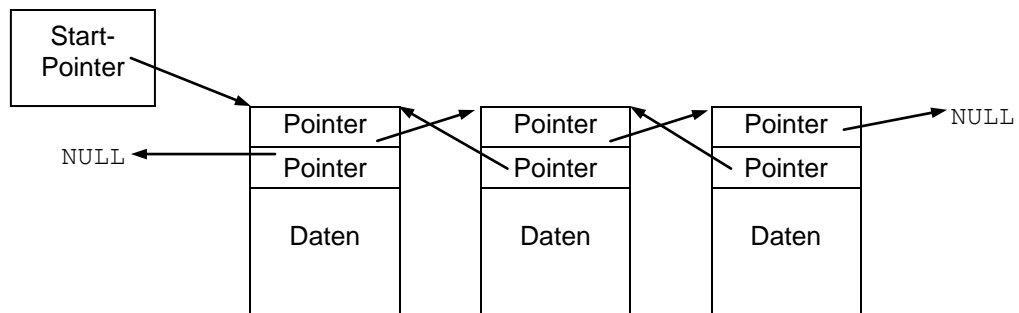 Start-
Pointer
Pointer
Pointer
Pointer
NULL
NULL
Pointer
Pointer
Pointer
Daten
Daten
Daten